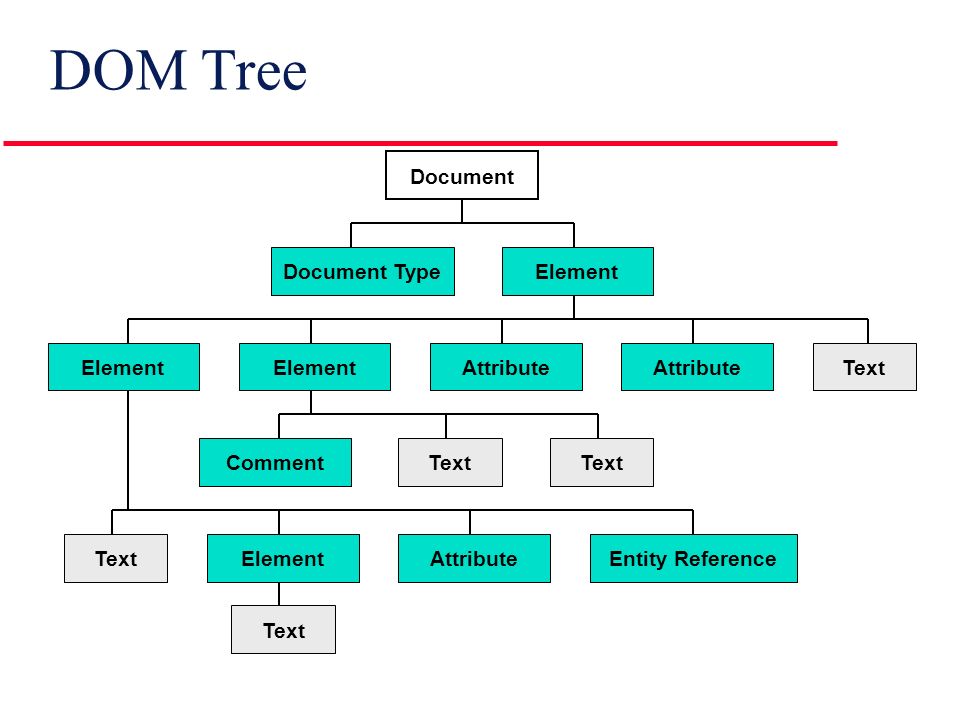 DOM Tree
Document
Document Type
Element
Element
Element
Attribute
Attribute
Text
Comment
Text
Text
Text
Element
Attribute
Entity Reference
Text